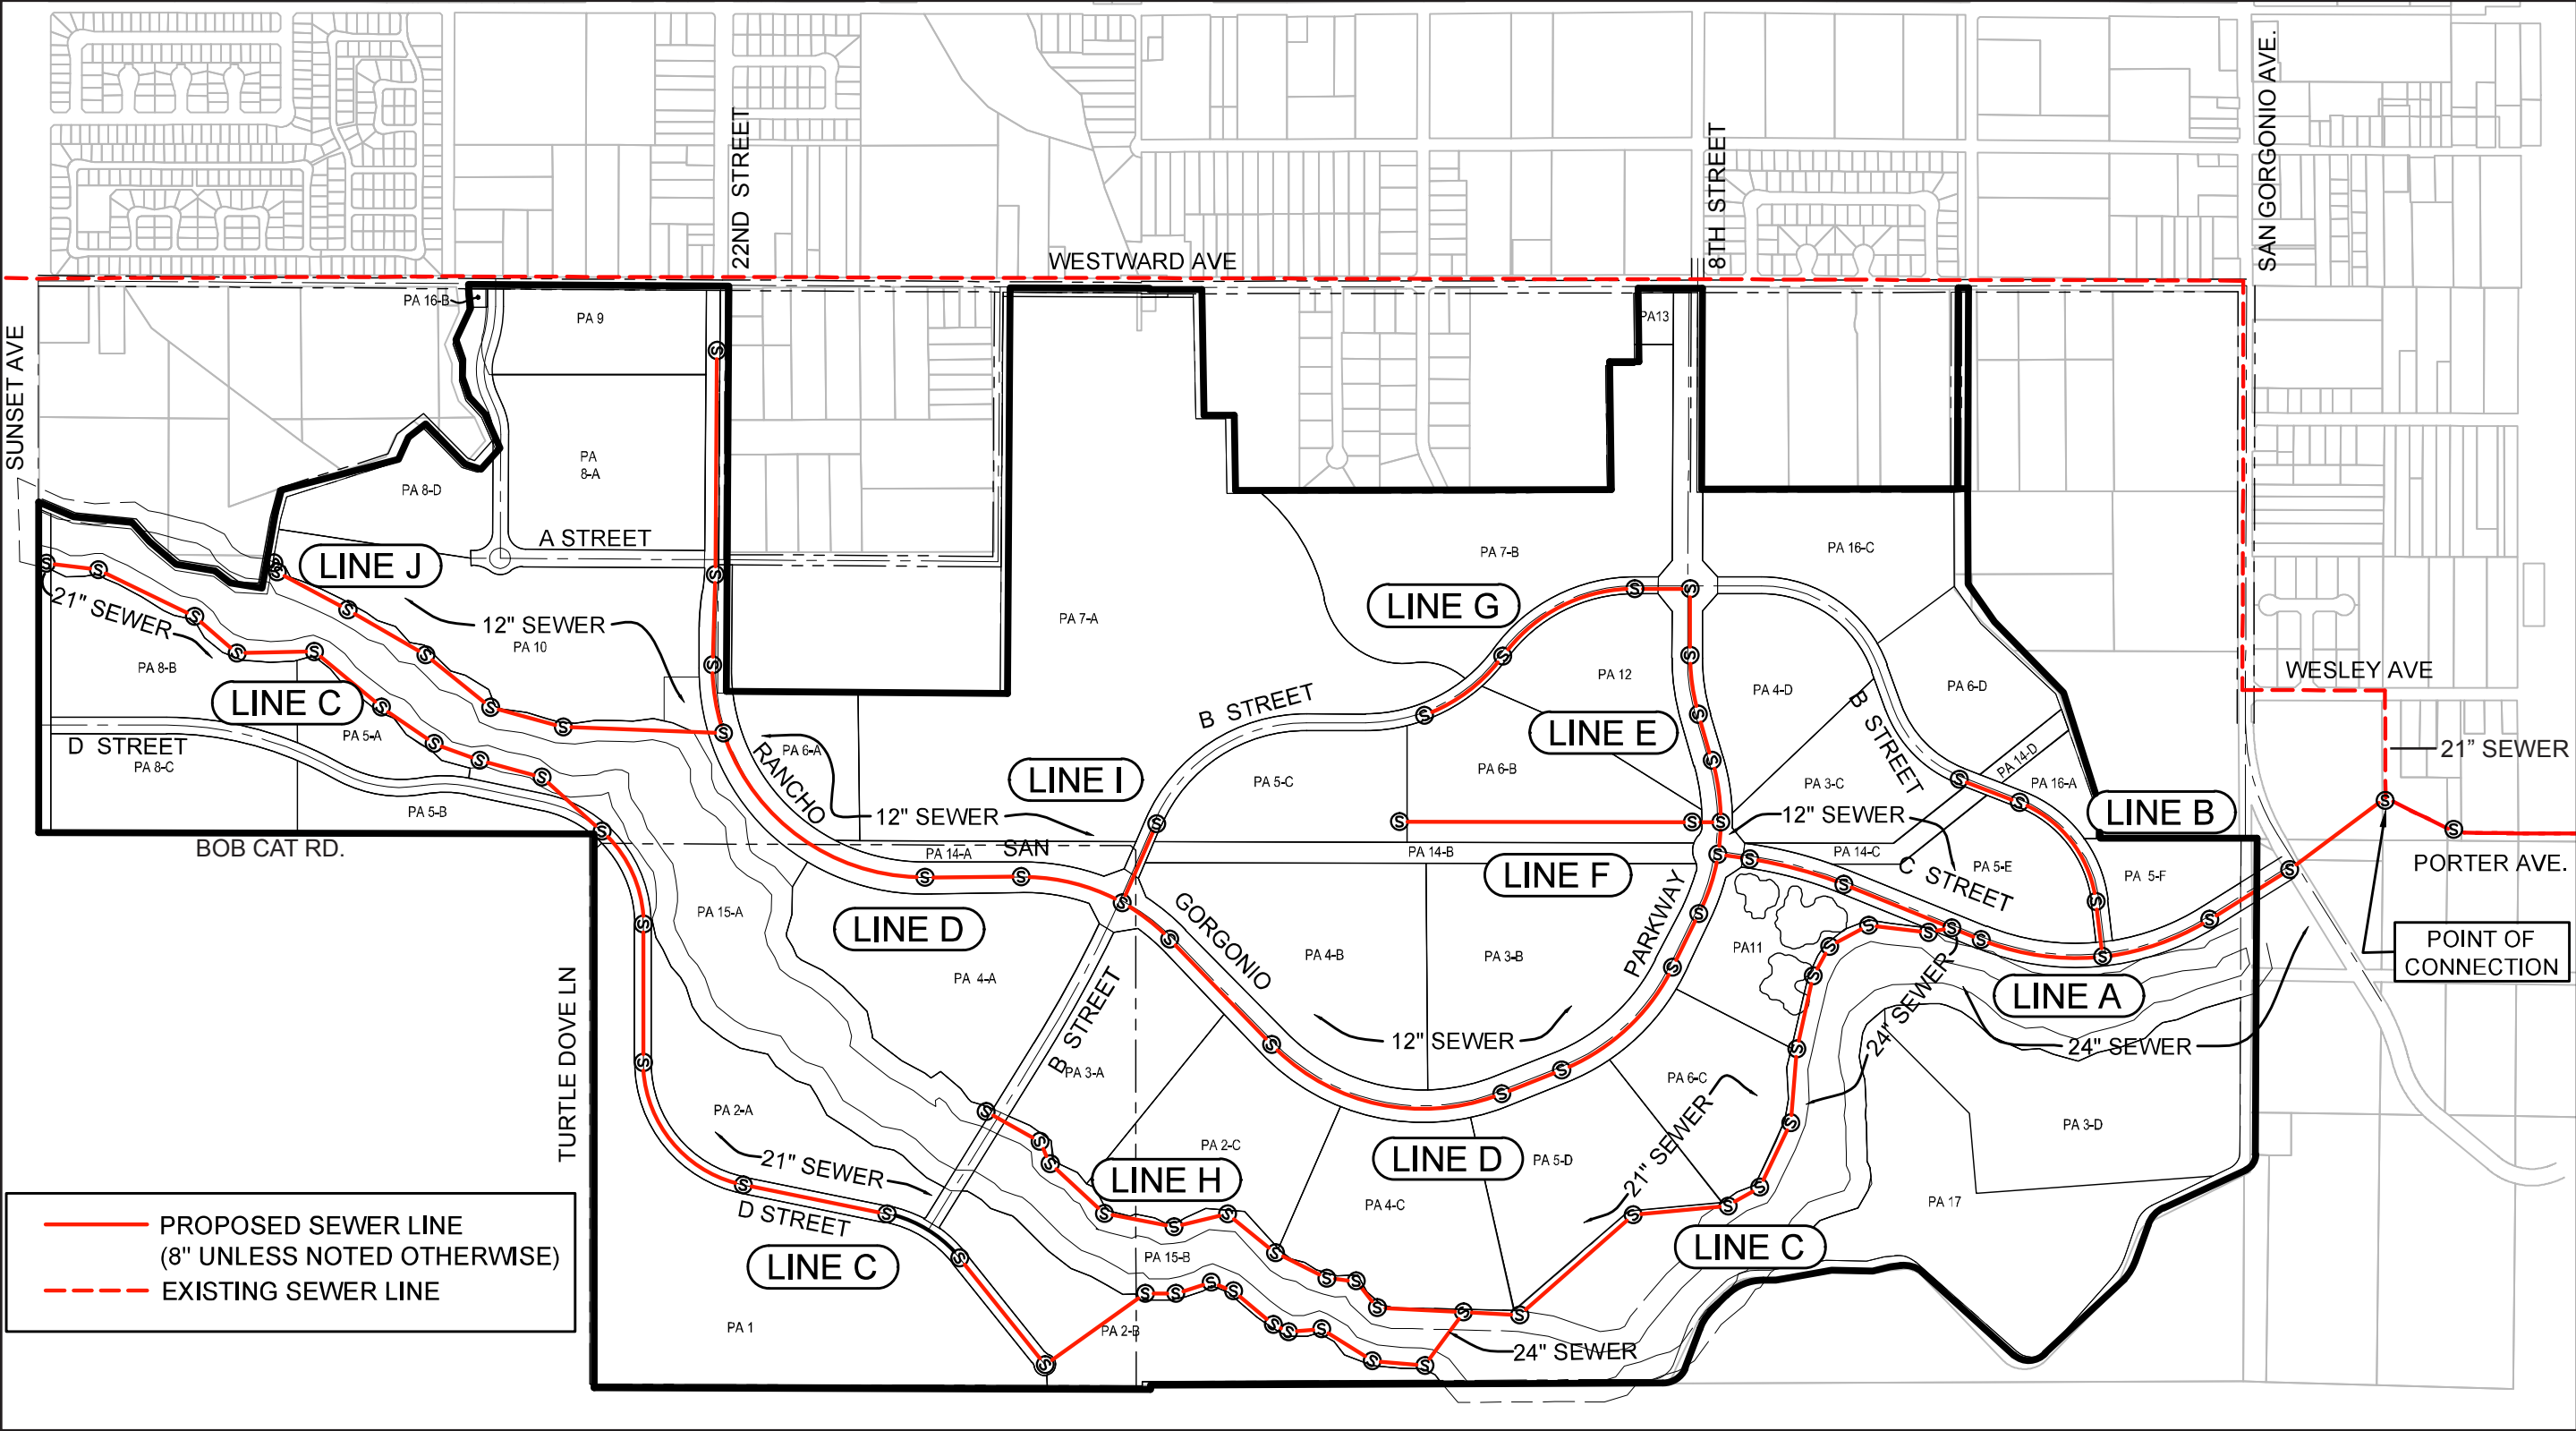 22ND STREET
8TH STREET
SAN GORGONIO AVE.
WESTWARD AVE
SUNSET AVE
PA 16-B
PA 9
PA13
PA
8-A
PA 8-D
A STREET
LINE J
21" SEWER
12" SEWER
PA 10
PA 8-B
LINE C
PA 5-A
D STREET
PA 8-C
PA 5-B
BOB CAT RD.
PA 7-A
PA 7-B
PA 16-C
LINE G
PA 12
PA 4-D
PA 6-D
WESLEY AVE
B STREET
LINE E
B STREET
21” SEWER
RANCHO
PA 6-A
LINE I
PA 5-C
PA 6-B
PA 3-C
PA 14-D
PA 16-A
12" SEWER
12" SEWER
LINE B
SAN
PA 14-A
PA 14-B
PA 14-C
PA 5-E
PA 5-F
PORTER AVE.
LINE F
C STREET
PA 15-A
LINE D
GORGONIO
PARKWAY
PA 4-B
PA 3-B
PA11
POINT OF
CONNECTION
PA 4-A
LINE A
24" SEWER
24" SEWER
TURTLE DOVE LN
B STREET
PA 3-A
12" SEWER
PA 6-C
PA 2-A
PA 2-C
LINE D
PA 5-D
21" SEWER
PA 3-D
21" SEWER
LINE H
PA 4-C
PA 17
D STREET
LINE C
PA 15-B
LINE C
PA 1
PA 2-B
24" SEWER
PROPOSED SEWER LINE
(8" UNLESS NOTED OTHERWISE)
EXISTING SEWER LINE